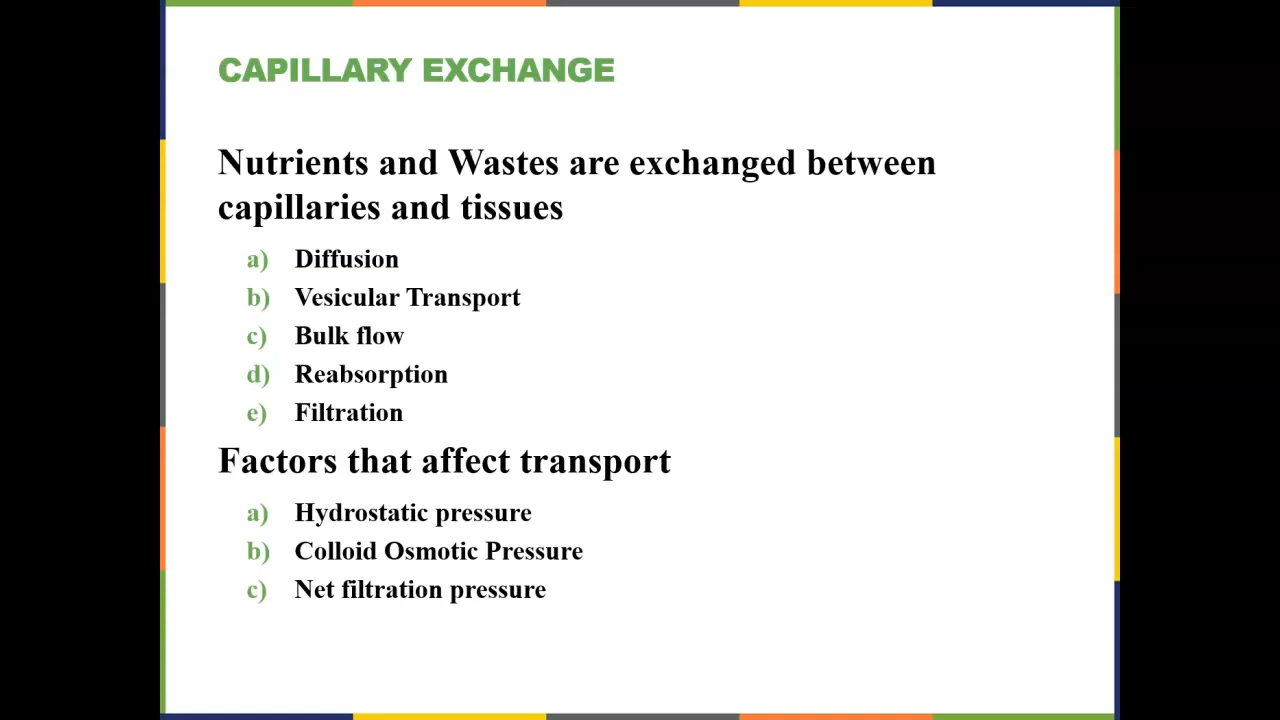 CAPILLARY EXCHANGE
Nutrients and Wastes are exchanged between
capillaries and tissues
a) Diffusion
b) Vesicular Transport
c) Bulk flow
d) Reabsorption
e) Filtration
Factors that affect transport
a) Hydrostatic pressure
b) Colloid Osmotic Pressure
c) Net filtration pressure